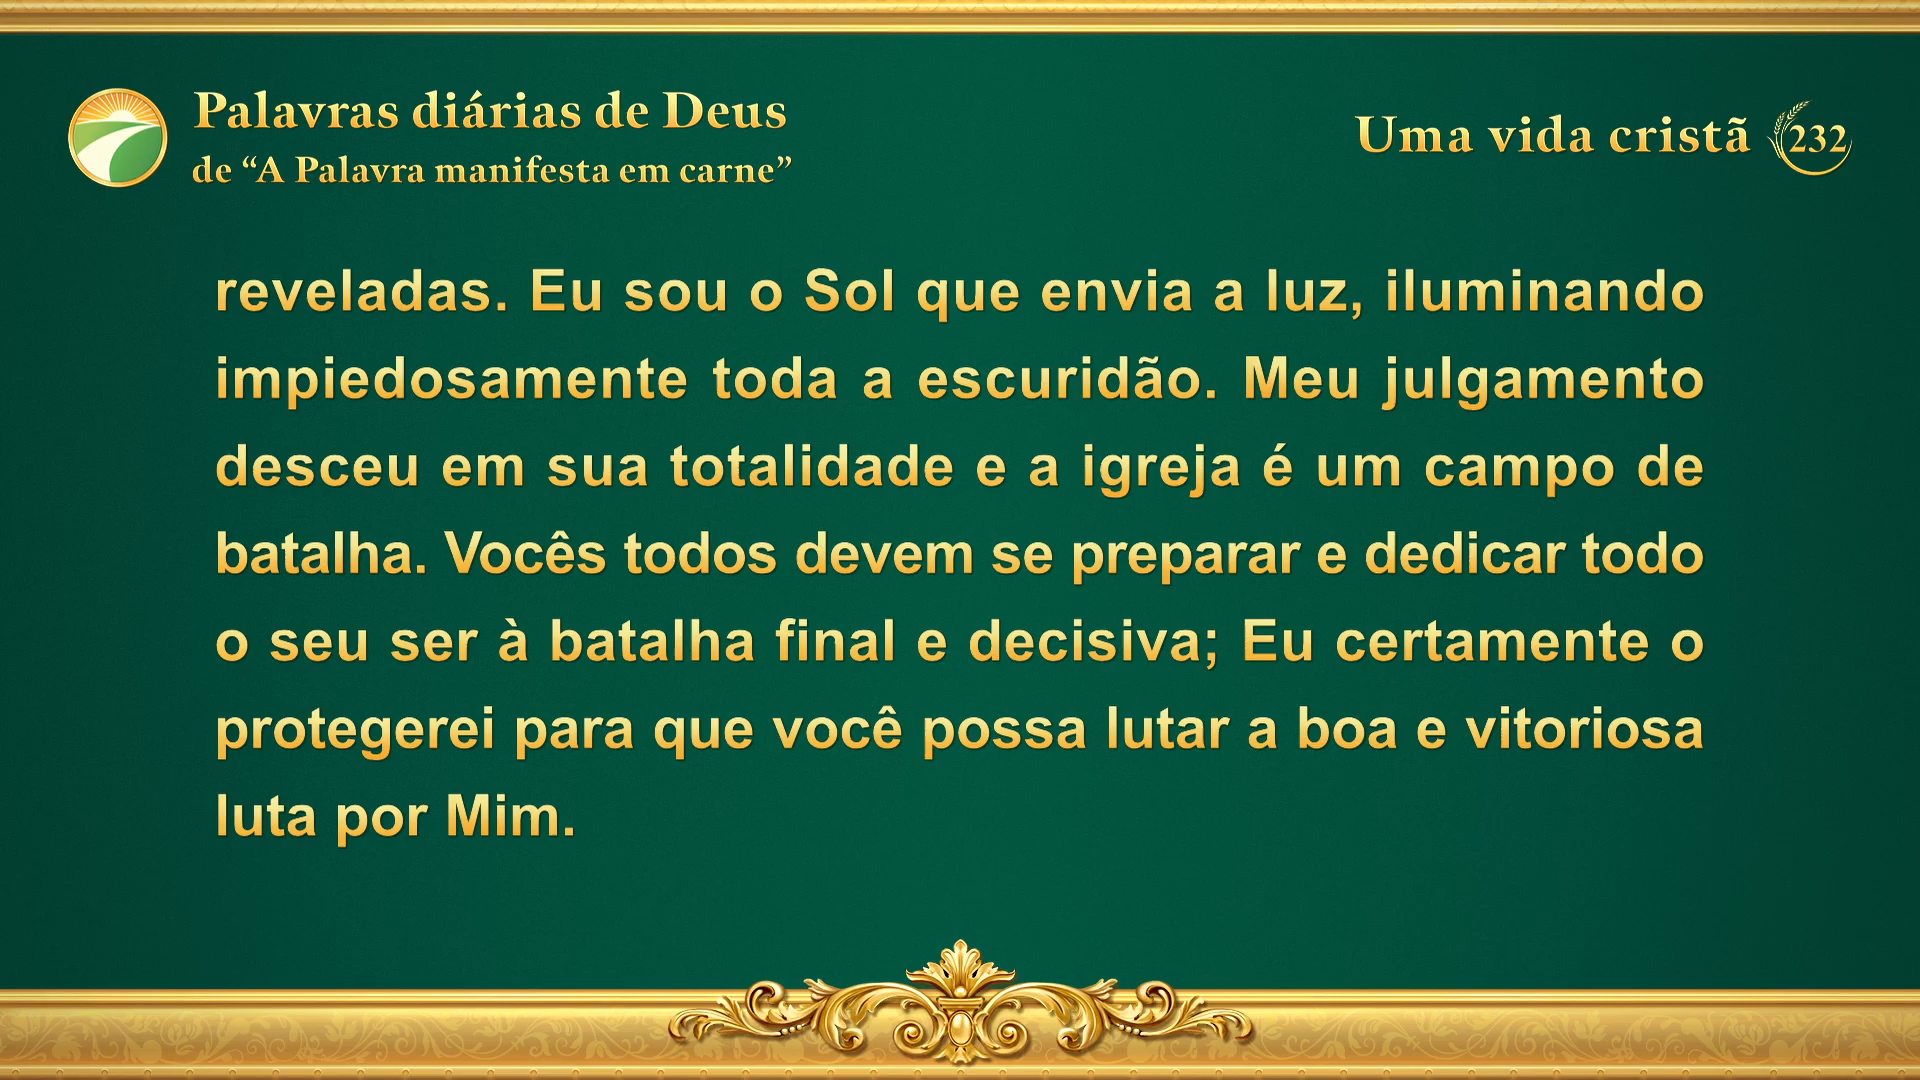 Palavras diárias de Deus
de “A Palavra manifesta em carne”
Uma vida cristã 232
reveladas. Eu sou o Sol que envia a luz, iluminando
impiedosamente toda a escuridão. Meu julgamento
desceu em sua totalidade e a igreja é um campo de
batalha. Vocês todos devem se preparar e dedicar todo
o seu ser à batalha final e decisiva; Eu certamente o
protegerei para que você possa lutar a boa e vitoriosa
luta por Mim.